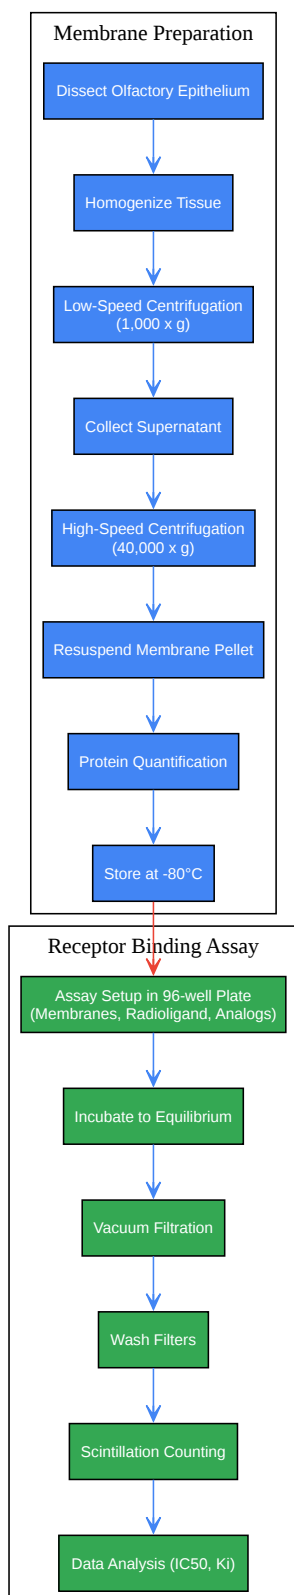 Membrane Preparation
Dissect Olfactory Epithelium
Homogenize Tissue
Low-Speed Centrifugation
(1,000 x g)
Collect Supernatant
High-Speed Centrifugation
(40,000 x g)
Resuspend Membrane Pellet
Protein Quantification
Store at -80°C
Receptor Binding Assay
Assay Setup in 96-well Plate
(Membranes, Radioligand, Analogs)
Incubate to Equilibrium
Vacuum Filtration
Wash Filters
Scintillation Counting
Data Analysis (IC50, Ki)